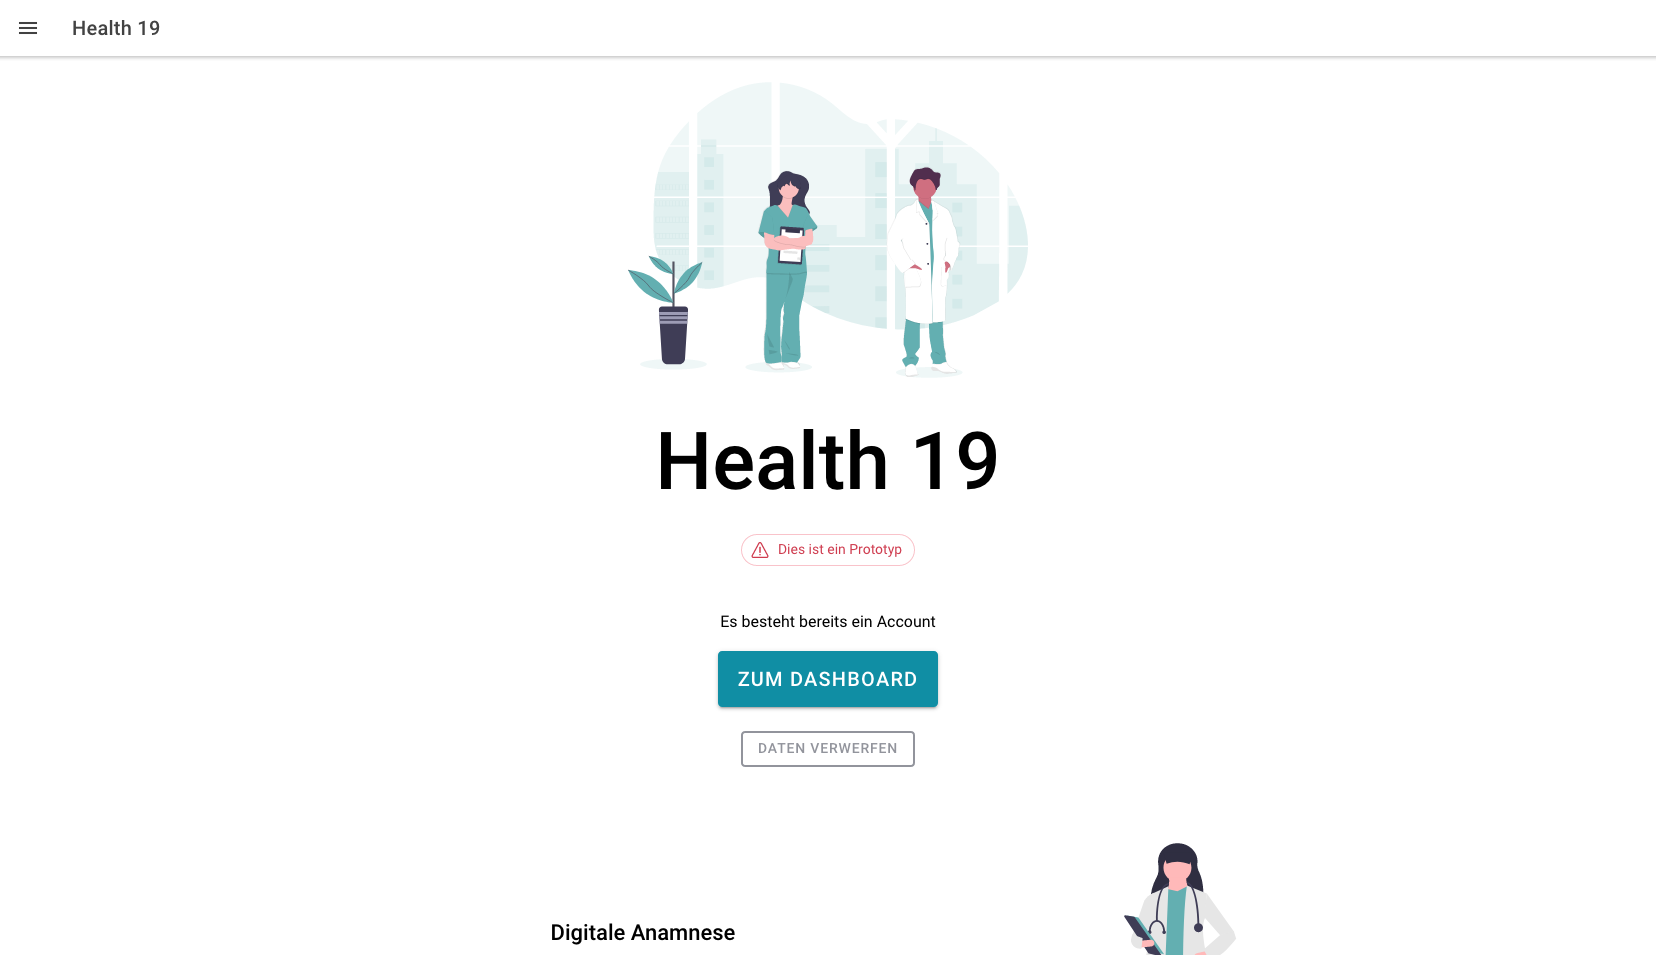 Health 19
Health 19
Dies ist ein Prototyp
Es besteht bereits ein Account
ZUM DASHBOARD
DATEN VERWERFEN
Digitale Anamnese